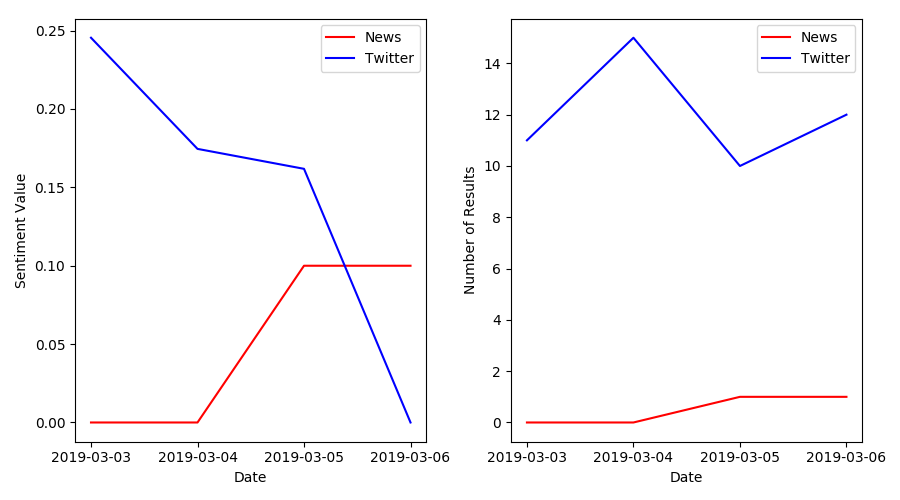 0.25
0.20
0.15
0.10
0.05
0.00
Sentiment Value
News
Twitter
2019-03-03 2019-03-04 2019-03-05 2019-03-06
Date
14
12
10
8
6
4
2
0
Number of Results
News
Twitter
2019-03-03 2019-03-04 2019-03-05 2019-03-06
Date